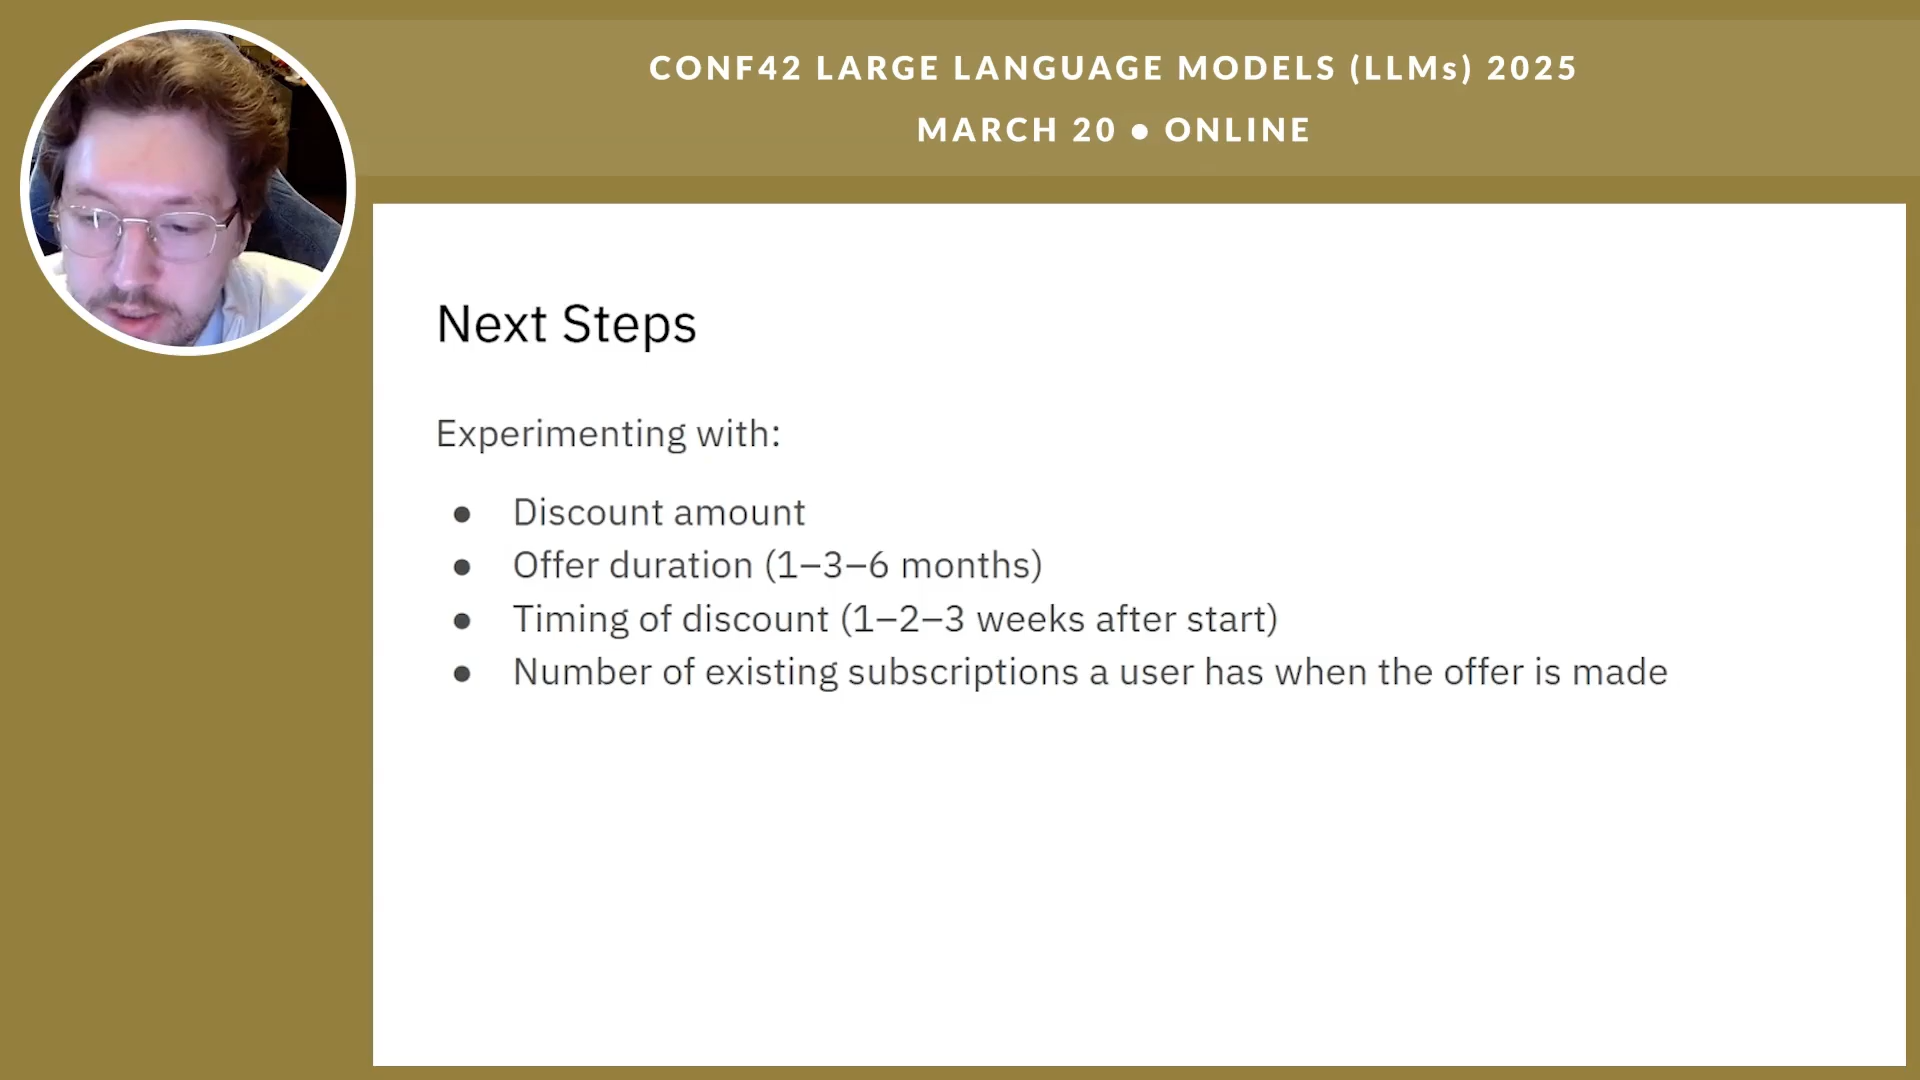 CONF42 LARGE LANGUAGE MODELS (LLMs) 2025
MARCH 20 ● ONLINE
Next Steps
Experimenting with:
● Discount amount
● Offer duration (1–3–6 months)
● Timing of discount (1–2–3 weeks after start)
● Number of existing subscriptions a user has when the offer is made